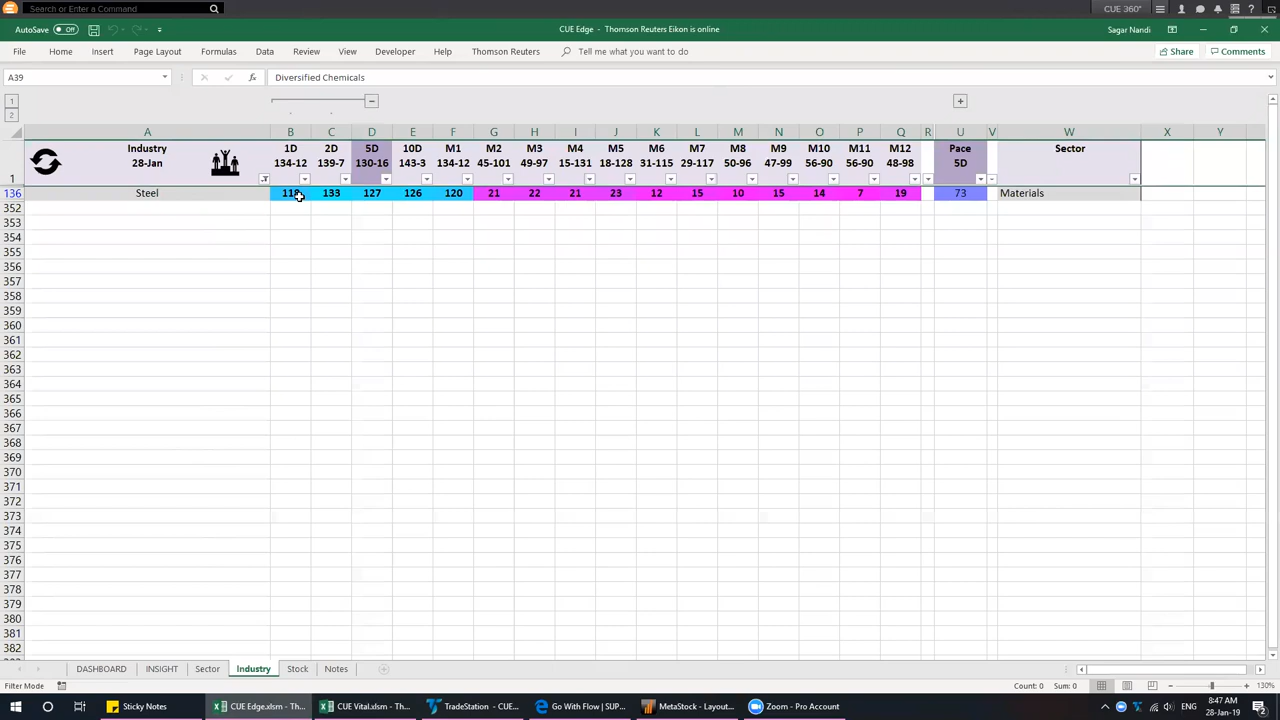 Search or Enter a Command CUE 360° ?
AutoSave Off CUE Edge - Thomson Reuters Eikon is online Sagar Nandi
File Home Insert Page Layout Formulas Data Review View Developer Help Thomson Reuters Tell me what you want to do Share Comments
A39 fx Diversified Chemicals
1
2
A B C D E F G H I J K L M N O P Q R U V W X Y
Industry 1D 2D 5D 10D M1 M2 M3 M4 M5 M6 M7 M8 M9 M10 M11 M12 Pace Sector
28-Jan 134-12 139-7 130-16 143-3 134-12 45-101 49-97 15-131 18-128 31-115 29-117 50-96 47-99 56-90 56-90 48-98 5D
1
136 Steel 133 127 126 120 21 22 21 23 12 15 10 15 14 7 19 73 Materials
352
353
354
355
356
357
358
359
360
361
362
363
364
365
366
367
368
369
370
371
372
373
374
375
376
377
378
379
380
381
382
DASHBOARD INSIGHT Sector Industry Stock Notes
Filter Mode Count: 0 Sum: 0 130%
Sticky Notes CUE Edge.xlsm - Th... CUE Vital.xlsm - Th... TradeStation - CUE... Go With Flow | SUP... MetaStock - Layout... Zoom - Pro Account ENG 8:47 AM
28-Jan-19 2